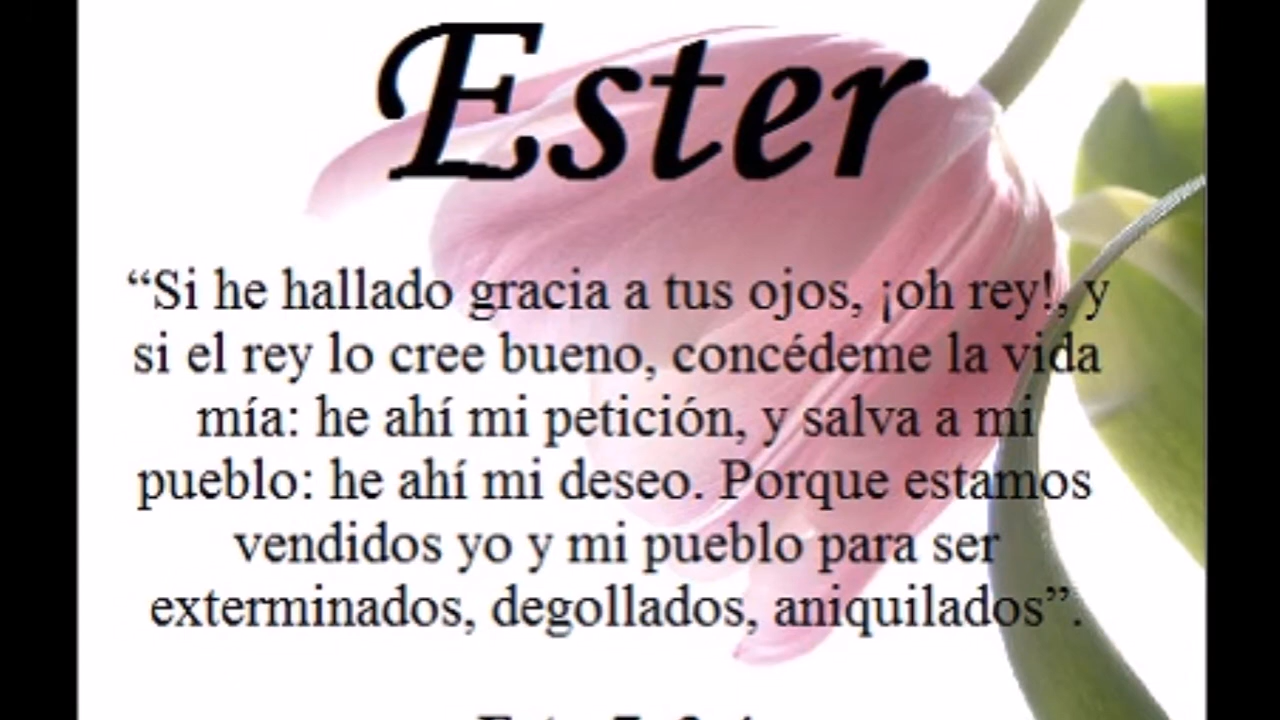 Ester
“Si he hallado gracia a tus ojos, ¡oh rey!, y
si el rey lo cree bueno, concédeme la vida
mía: he ahí mi petición, y salva a mi
pueblo: he ahí mi deseo. Porque estamos
vendidos yo y mi pueblo para ser
exterminados, degollados, aniquilados”.